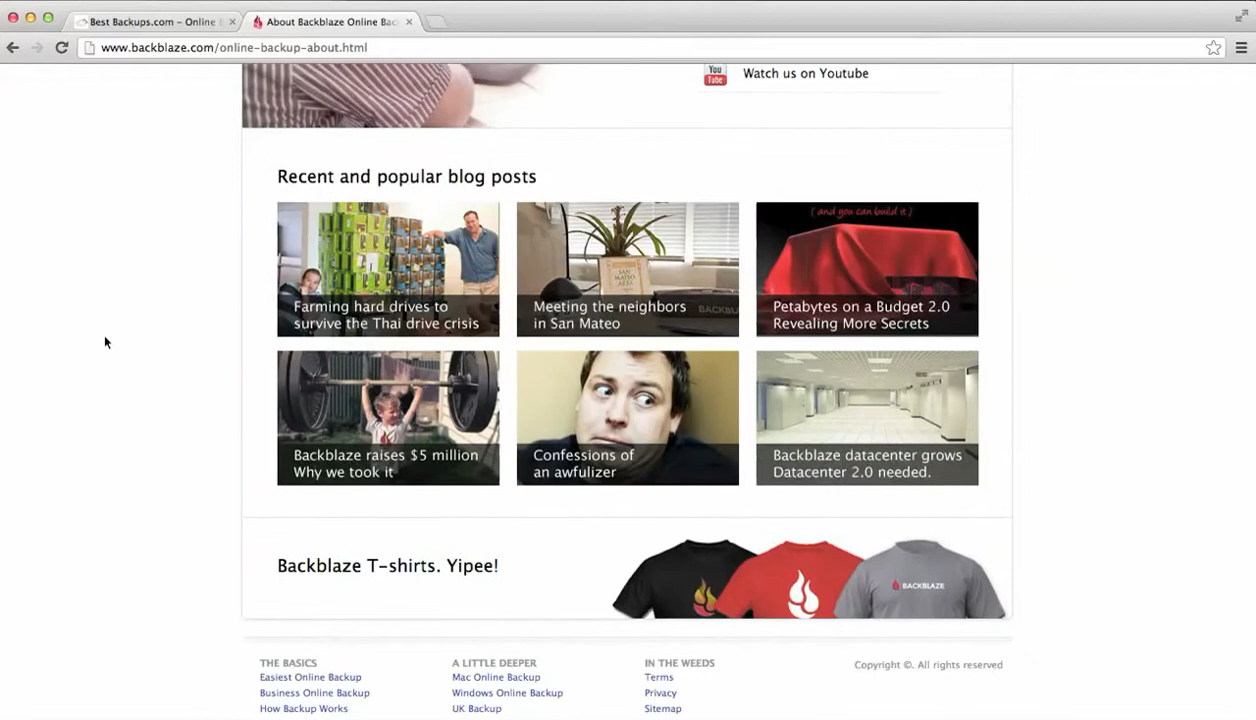 Best Backups.com – Online
About Backblaze Online Bac
www.backblaze.com/online-backup-about.html
You
Tube
Watch us on Youtube
Recent and popular blog posts
(and you can build it)
SAN
MATEO
AREA
Farming hard drives to
survive the Thai drive crisis
Meeting the neighbors
in San Mateo
Petabytes on a Budget 2.0
Revealing More Secrets
Backblaze raises $5 million
Why we took it
Confessions of
an awfulizer
Backblaze datacenter grows
Datacenter 2.0 needed.
Backblaze T-shirts. Yipee!
BACKBLAZE
THE BASICS
Easiest Online Backup
Business Online Backup
How Backup Works
A LITTLE DEEPER
Mac Online Backup
Windows Online Backup
UK Backup
IN THE WEEDS
Terms
Privacy
Sitemap
Copyright ©. All rights reserved